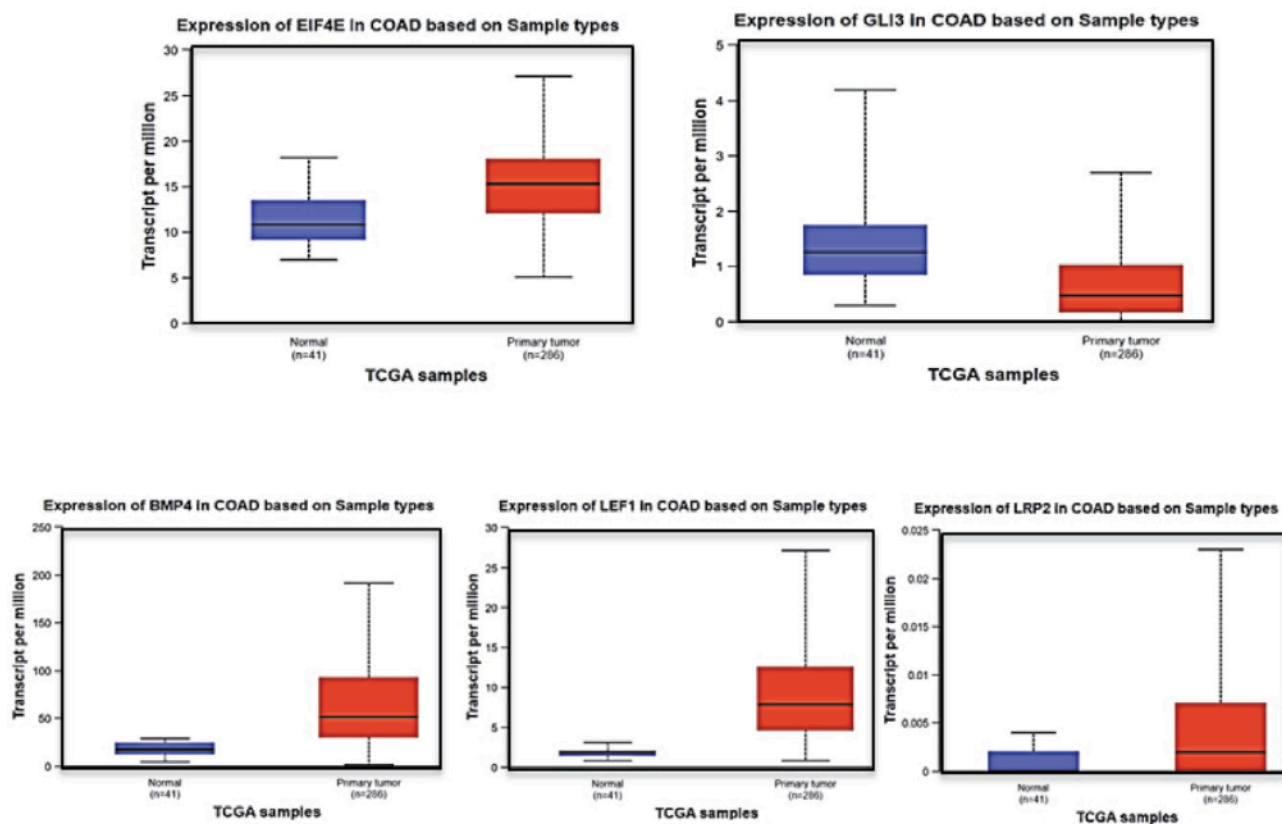 Expression of EIF4E in COAD based on Sample types
Transcript per million
30
25
20
15
10
5
0
Normal
(n=41)
Primary tumor
(n=286)
TCGA samples
Expression of GLI3 in COAD based on Sample types
Transcript per million
5
4
3
2
1
0
Normal
(n=41)
Primary tumor
(n=286)
TCGA samples
Expression of BMP4 in COAD based on Sample types
Transcript per million
250
200
150
100
50
0
Normal
(n=41)
Primary tumor
(n=286)
TCGA samples
Expression of LEF1 in COAD based on Sample types
Transcript per million
30
25
20
15
10
5
0
Normal
(n=41)
Primary tumor
(n=286)
TCGA samples
Expression of LRP2 in COAD based on Sample types
Transcript per million
0.025
0.02
0.015
0.01
0.005
0
Normal
(n=41)
Primary tumor
(n=286)
TCGA samples